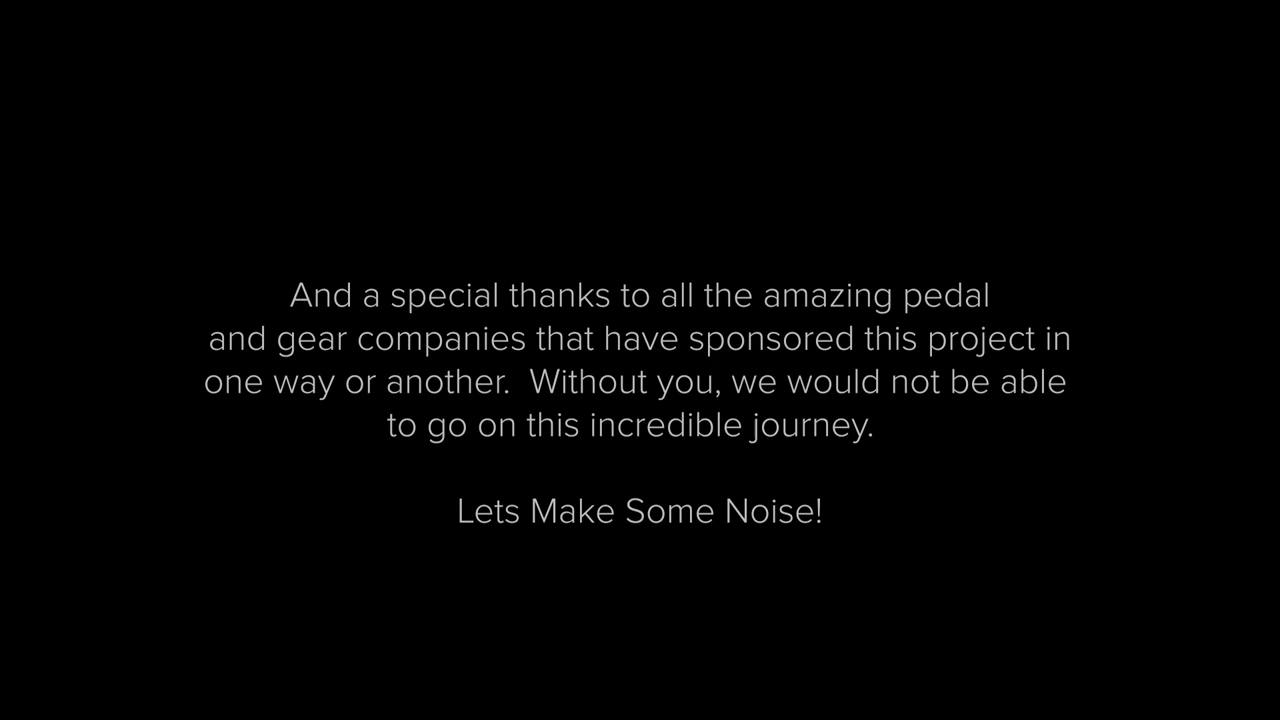 And a special thanks to all the amazing pedal
and gear companies that have sponsored this project in
one way or another.  Without you, we would not be able
to go on this incredible journey.
Lets Make Some Noise!